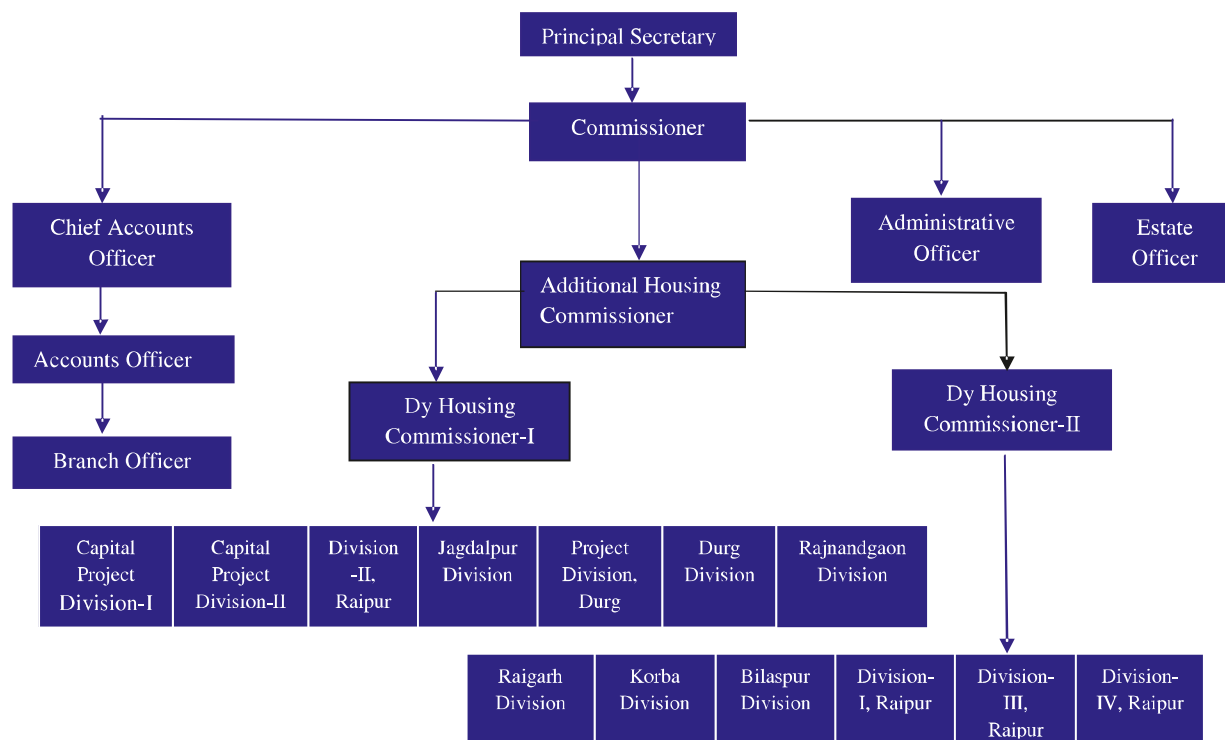 Principal Secretary
Commissioner
Chief Accounts
Officer
Administrative
Officer
Estate
Officer
Additional Housing
Commissioner
Accounts Officer
Dy Housing
Commissioner-I
Dy Housing
Commissioner-II
Branch Officer
Capital
Project
Division-I
Capital
Project
Division-II
Division
-II,
Raipur
Jagdalpur
Division
Project
Division,
Durg
Durg
Division
Rajnandgaon
Division
Raigarh
Division
Korba
Division
Bilaspur
Division
Division-
I, Raipur
Division-
III,
Raipur
Division-
IV, Raipur